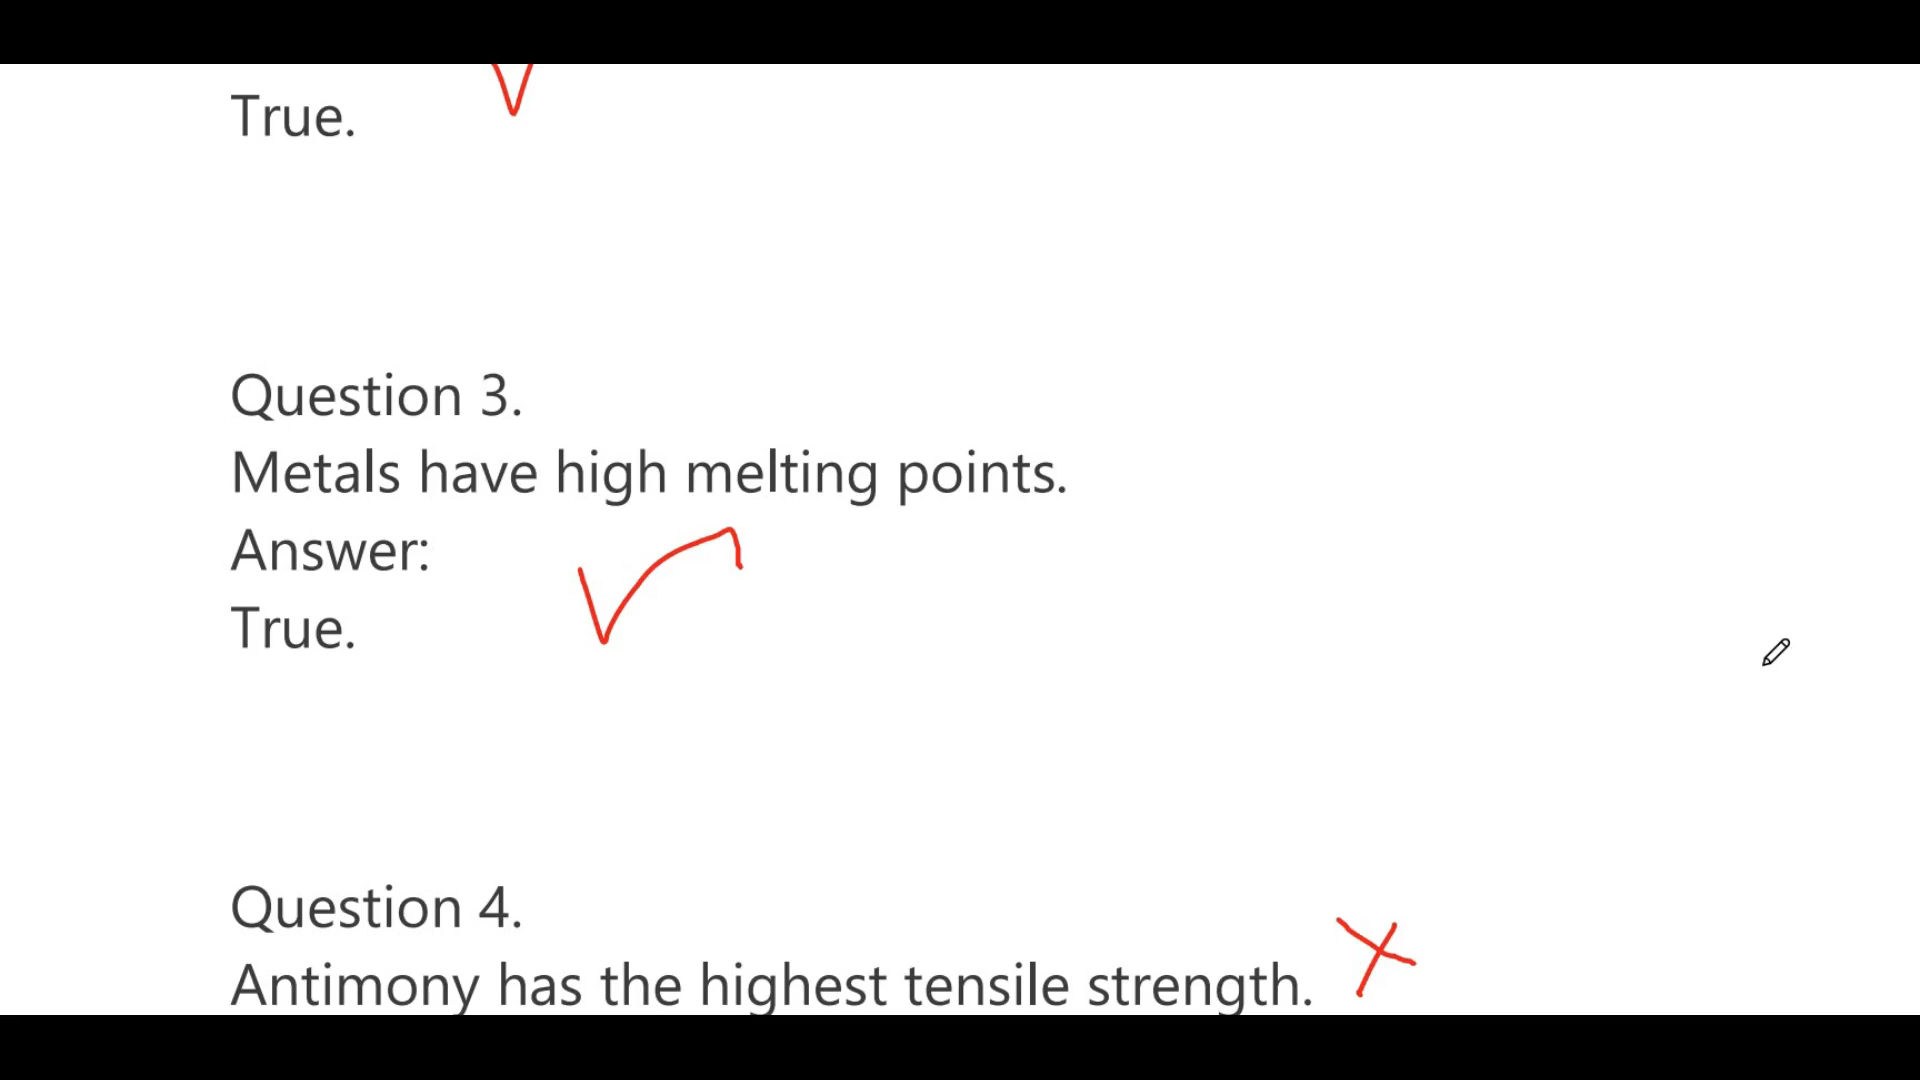 True.
Question 3.
Metals have high melting points.
Answer:
True.
Question 4.
Antimony has the highest tensile strength.